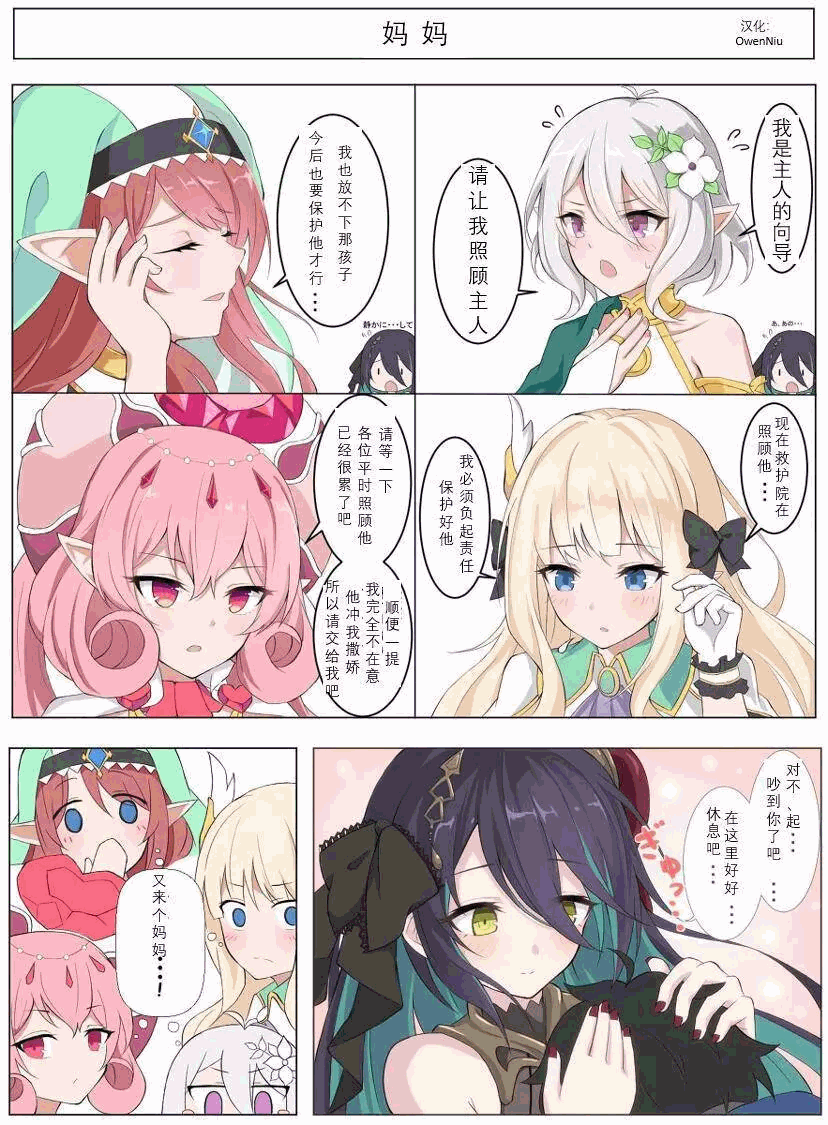 妈 妈
汉化：
OwenNiu
我是主人的向导
请让我照顾主人
あ、あの・・・
我也放不下那孩子
今后也要保护他才行
・・・
静かに・・・して
现在救护院在
照顾他・・・
我必须负起责任
保护好他
请等一下
各位平时照顾他
已经很累了吧
顺便一提
我完全不在意
他冲我撒娇
所以请交给我吧
对不、起・・・
吵到你了吧・・・
在这里好好・・・
休息吧・・・
ぎゅっ・・・
又来个妈妈・・・!